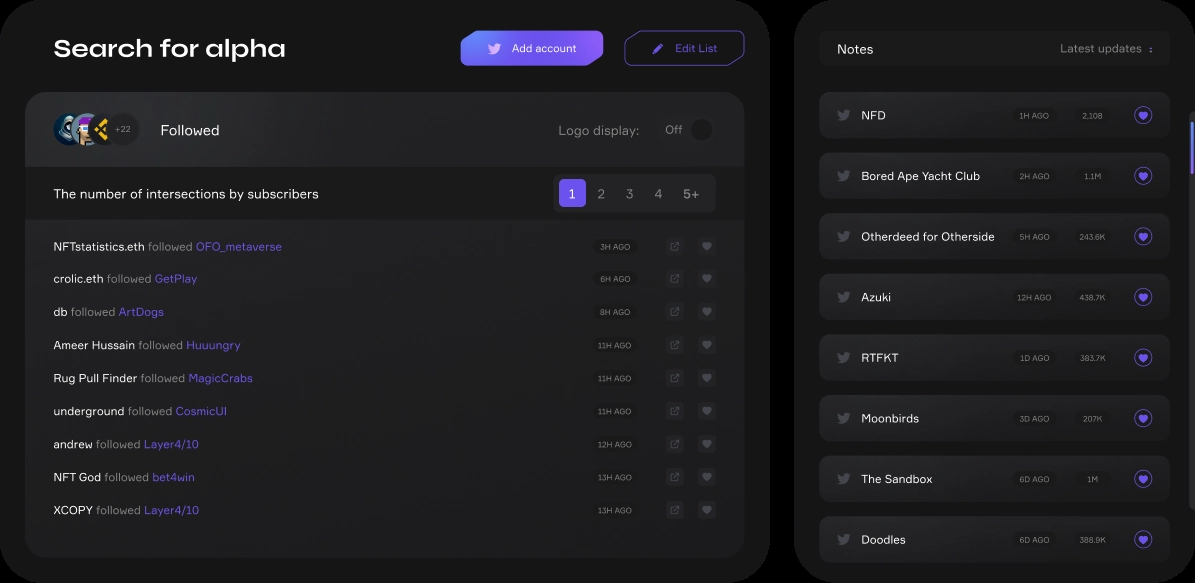 Search for alpha
Add account
Edit List
+22
Followed
Logo display:
Off
The number of intersections by subscribers
1
2
3
4
5+
NFTstatistics.eth followed OFO_metaverse 3H AGO
crolic.eth followed GetPlay 6H AGO
db followed ArtDogs 8H AGO
Ameer Hussain followed Huuungry 11H AGO
Rug Pull Finder followed MagicCrabs 11H AGO
underground followed CosmicUI 11H AGO
andrew followed Layer4/10 12H AGO
NFT God followed bet4win 13H AGO
XCOPY followed Layer4/10 13H AGO
Notes
Latest updates
NFD 1H AGO 2,108
Bored Ape Yacht Club 2H AGO 1.1M
Otherdeed for Otherside 5H AGO 243.6K
Azuki 12H AGO 438.7K
RTFKT 1D AGO 383.7K
Moonbirds 3D AGO 207K
The Sandbox 6D AGO 1M
Doodles 6D AGO 388.9K